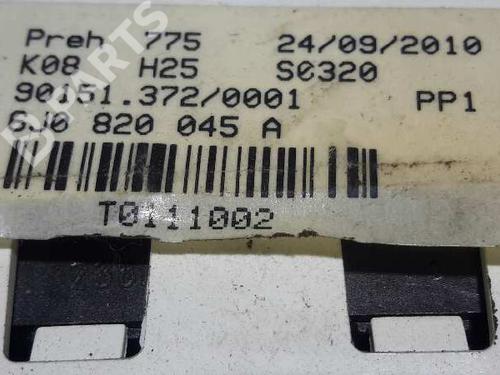 Preh 775 24/09/2010
K08 H25 S0320
90151.372/0001 PP1
6J0 820 045 A
T0111002
B-PARTS